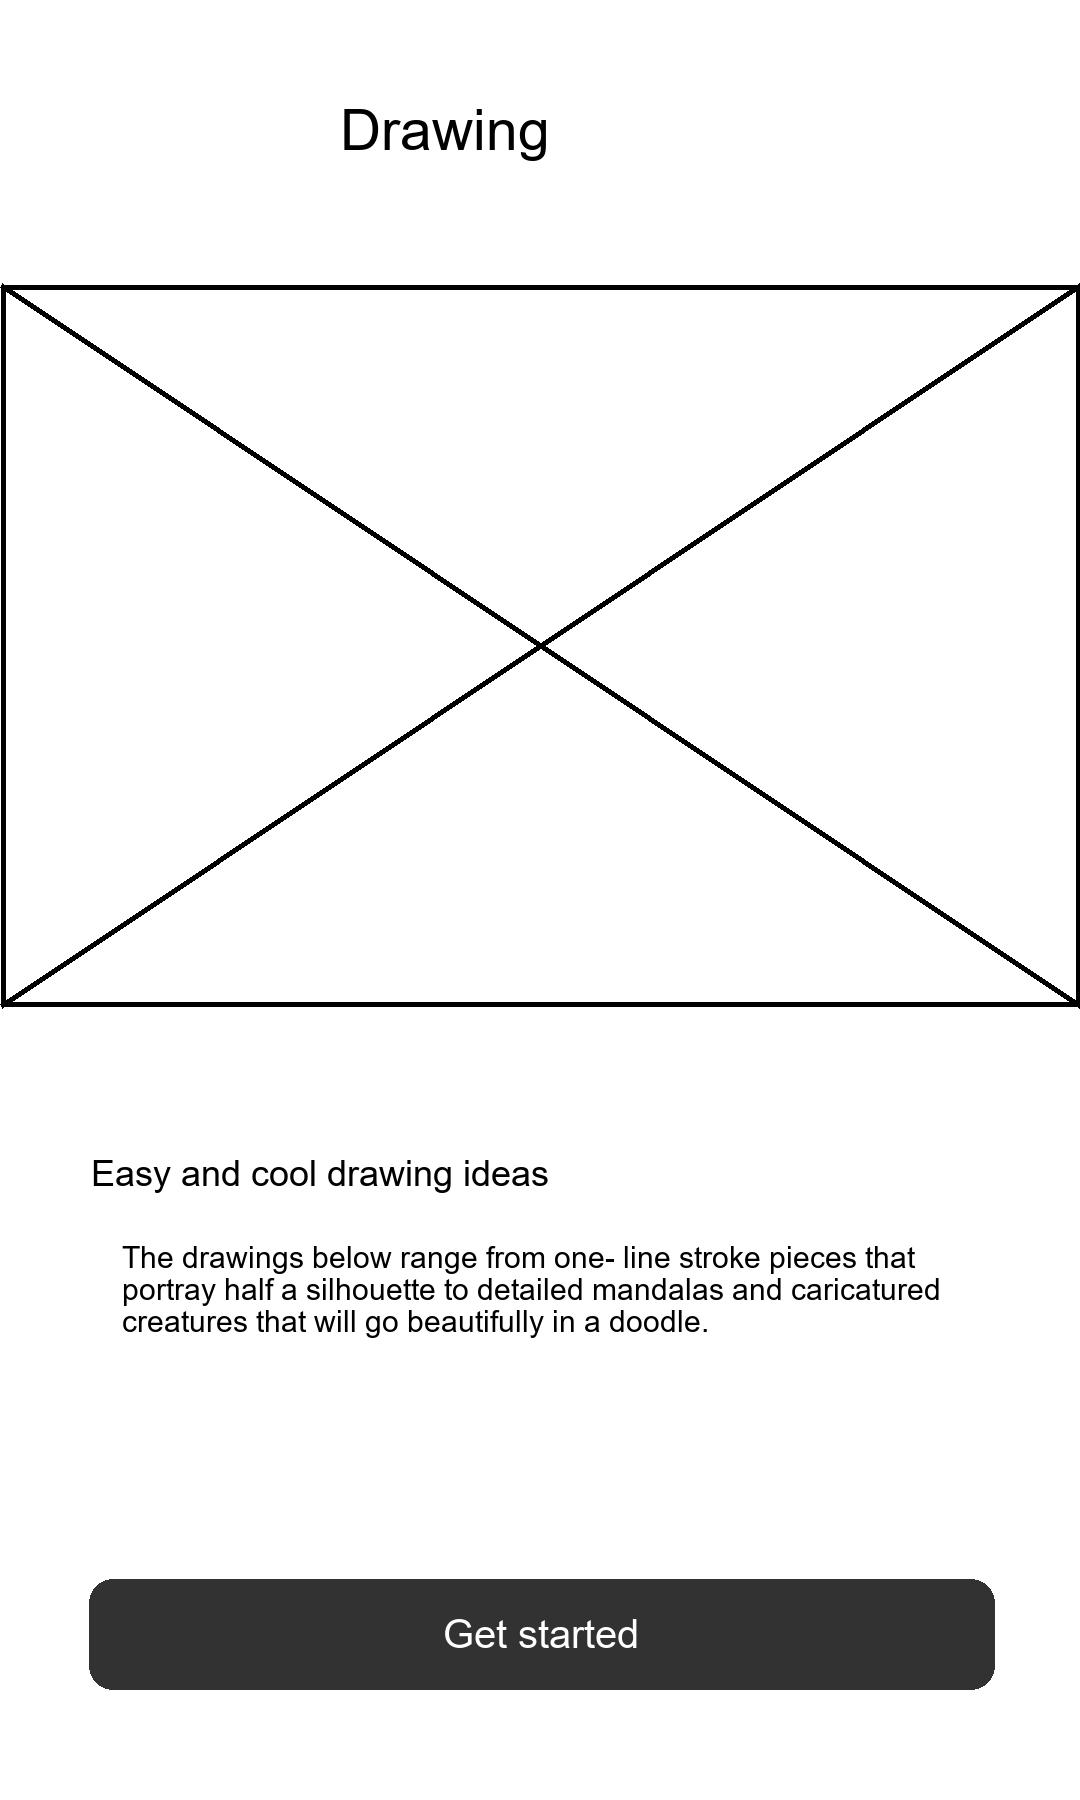 Drawing
Easy and cool drawing ideas
The drawings below range from one- line stroke pieces that
portray half a silhouette to detailed mandalas and caricatured
creatures that will go beautifully in a doodle.
Get started